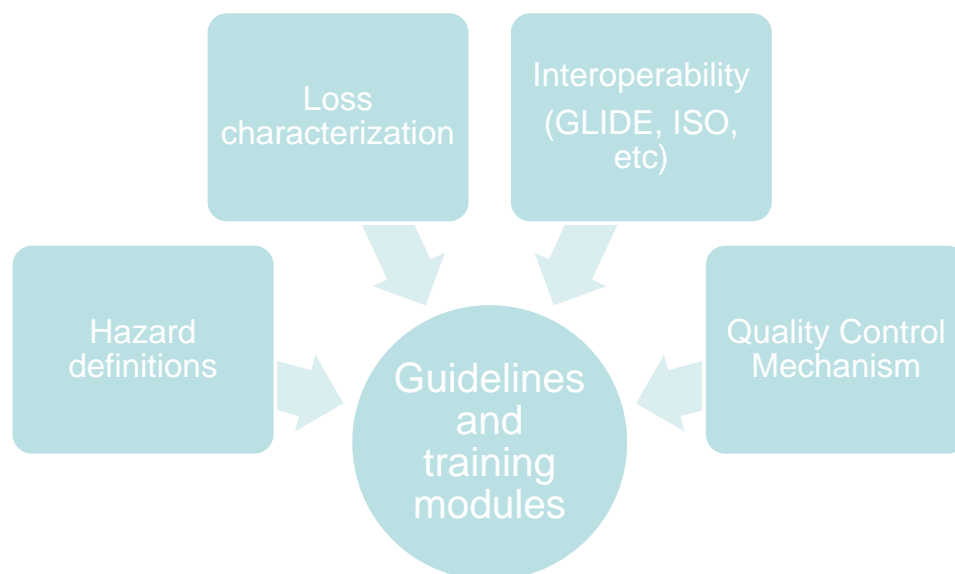 Loss
characterization
Interoperability
(GLIDE, ISO,
etc)
Hazard
definitions
Quality Control
Mechanism
Guidelines
and
training
modules